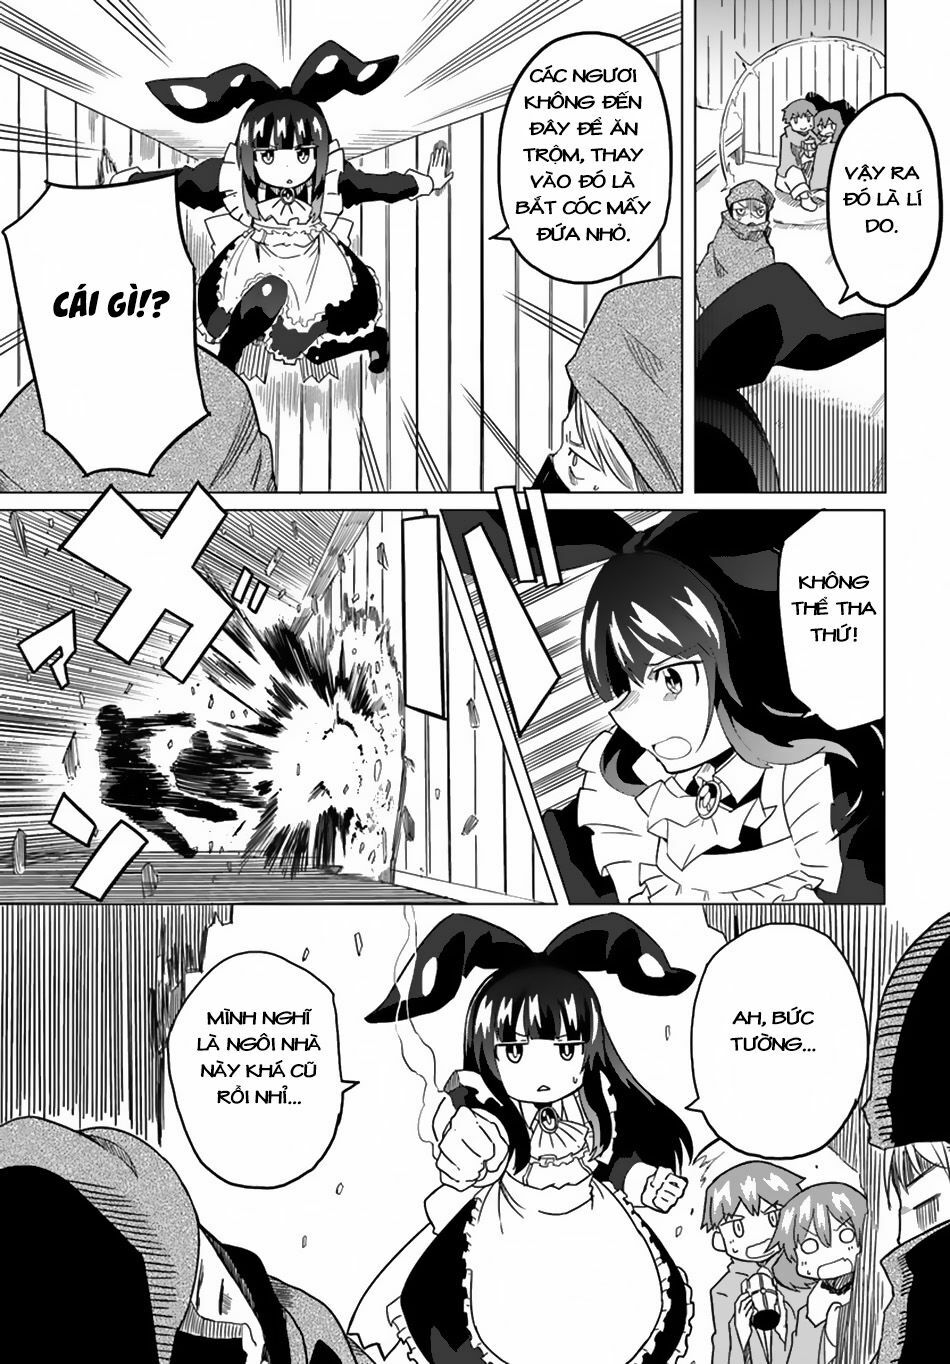 VẬY RA
ĐÓ LÀ LÍ
DO.
CÁC NGƯƠI
KHÔNG ĐẾN
ĐÂY ĐỂ ĂN
TRỘM, THAY
VÀO ĐÓ LÀ
BẮT CÓC MẤY
ĐỨA NHỎ.
CÁI GÌ!?
KHÔNG
THỂ THA
THỨ!
AH, BỨC
TƯỜNG...
MÌNH NGHĨ
LÀ NGÔI NHÀ
NÀY KHÁ CŨ
RỒI NHỈ...